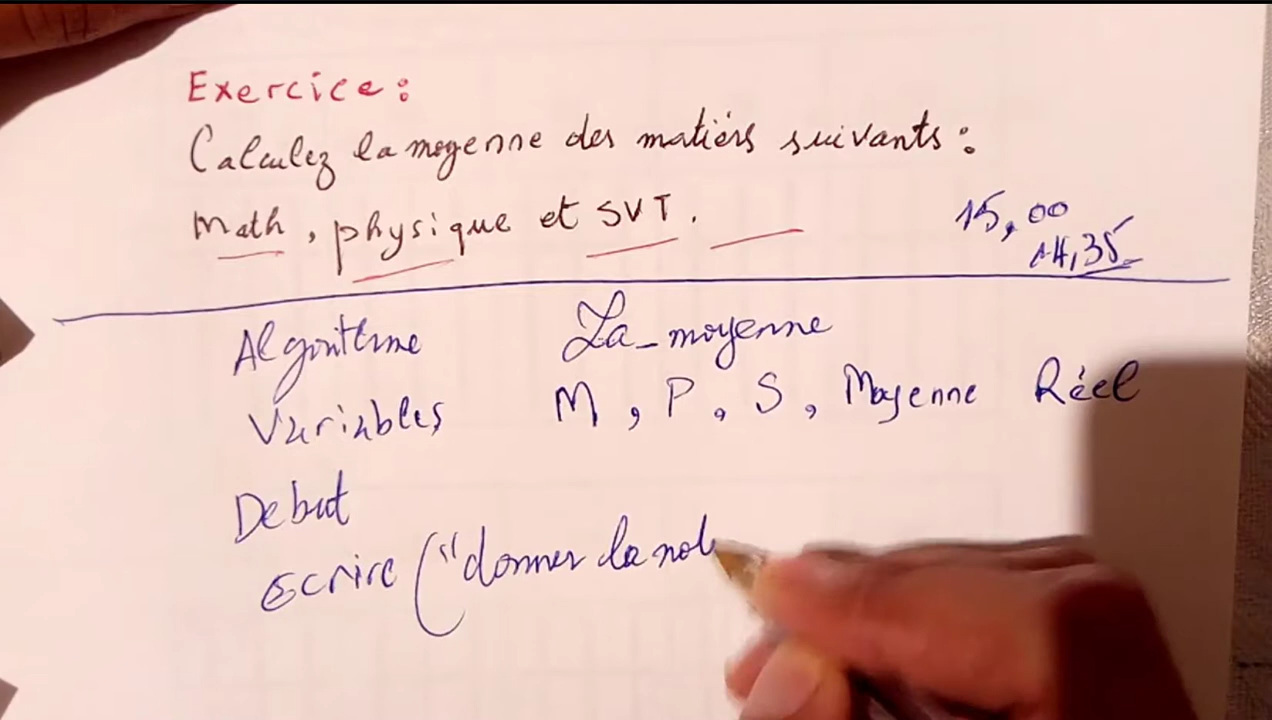 Exercice :
Calculez la moyenne des matiérs suivants :
Math , physique et SVT .
15,00
14,35
Algorithme La_moyenne
Variables M , P , S , Moyenne Réel
Debut
Ecrire ("donner la not